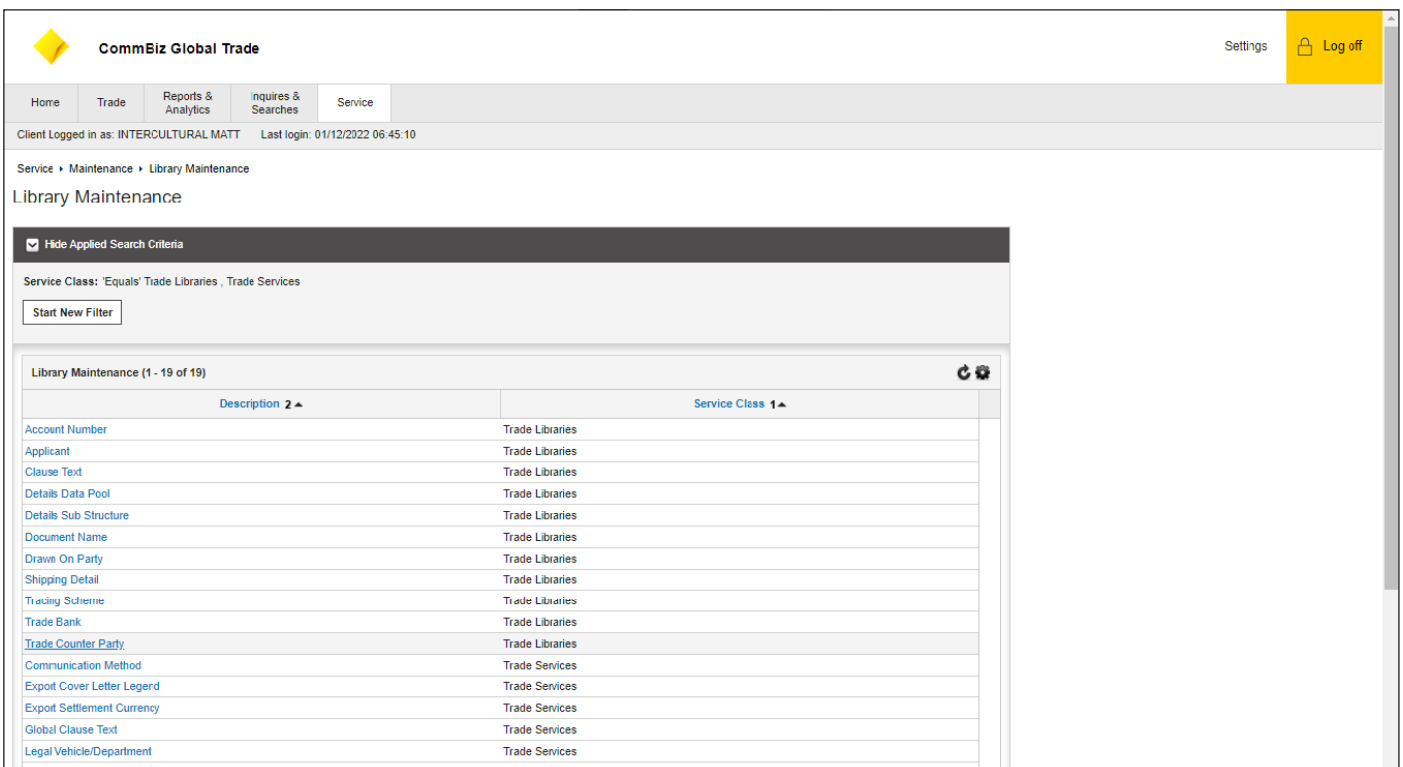 CommBiz Global Trade
Settings
Log off
Home Trade Reports & Analytics Inquires & Searches Service
Client Logged in as: INTERCULTURAL MATT Last login: 01/12/2022 06:45:10
Service Maintenance Library Maintenance
Library Maintenance
Hide Applied Search Criteria
Service Class: 'Equals' Trade Libraries , Trade Services
Start New Filter
Library Maintenance (1 - 19 of 19)
Description 2 Service Class 1
Account Number Trade Libraries
Applicant Trade Libraries
Clause Text Trade Libraries
Details Data Pool Trade Libraries
Details Sub Structure Trade Libraries
Document Name Trade Libraries
Drawn On Party Trade Libraries
Shipping Detail Trade Libraries
Tracing Scheme Trade Libraries
Trade Bank Trade Libraries
Trade Counter Party Trade Libraries
Communication Method Trade Services
Export Cover Letter Legend Trade Services
Export Settlement Currency Trade Services
Global Clause Text Trade Services
Legal Vehicle/Department Trade Services